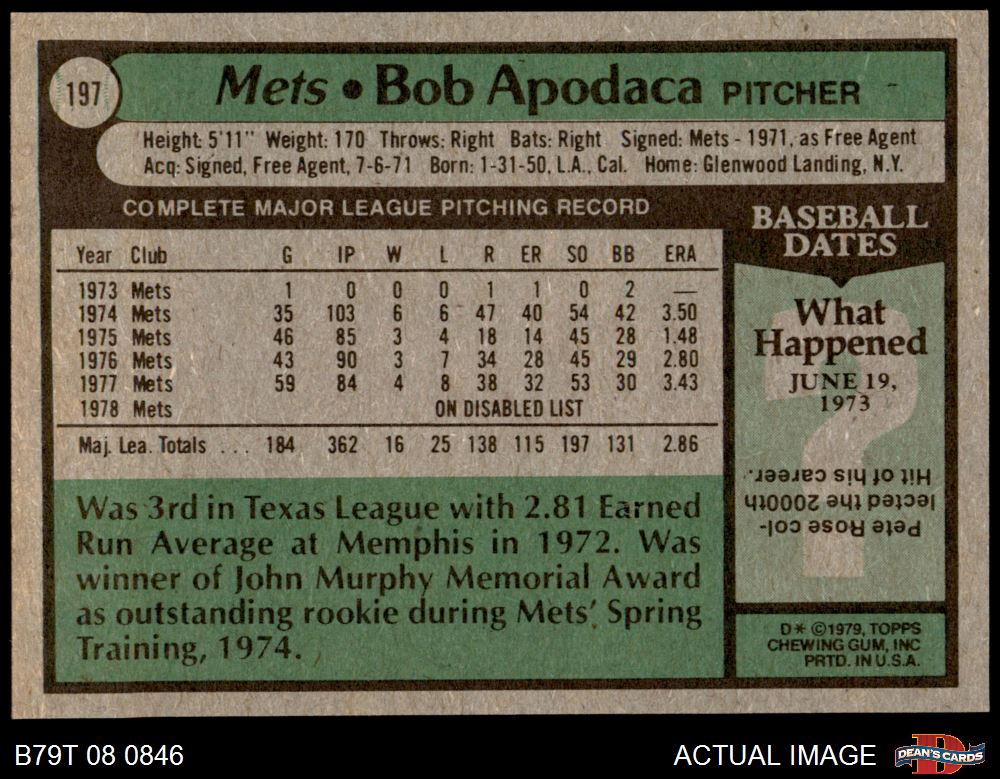 197
Mets • Bob Apodaca PITCHER
Height: 5'11" Weight: 170 Throws: Right Bats: Right Signed: Mets - 1971, as Free Agent
Acq: Signed, Free Agent, 7-6-71 Born: 1-31-50, L.A., Cal. Home: Glenwood Landing, N.Y.
COMPLETE MAJOR LEAGUE PITCHING RECORD
Year Club G IP W L R ER SO BB ERA
1973 Mets 1 0 0 0 1 1 0 2 —
1974 Mets 35 103 6 6 47 40 54 42 3.50
1975 Mets 46 85 3 4 18 14 45 28 1.48
1976 Mets 43 90 3 7 34 28 45 29 2.80
1977 Mets 59 84 4 8 38 32 53 30 3.43
1978 Mets ON DISABLED LIST
Maj. Lea. Totals . . . 184 362 16 25 138 115 197 131 2.86
Was 3rd in Texas League with 2.81 Earned
Run Average at Memphis in 1972. Was
winner of John Murphy Memorial Award
as outstanding rookie during Mets' Spring
Training, 1974.
BASEBALL
DATES
What
Happened
JUNE 19,
1973
?
Pete Rose col-
lected the 2000th
Hit of his career.
D* ©1979, TOPPS
CHEWING GUM, INC
PRTD. IN U.S.A.
B79T 08 0846
ACTUAL IMAGE
DEAN'S CARDS